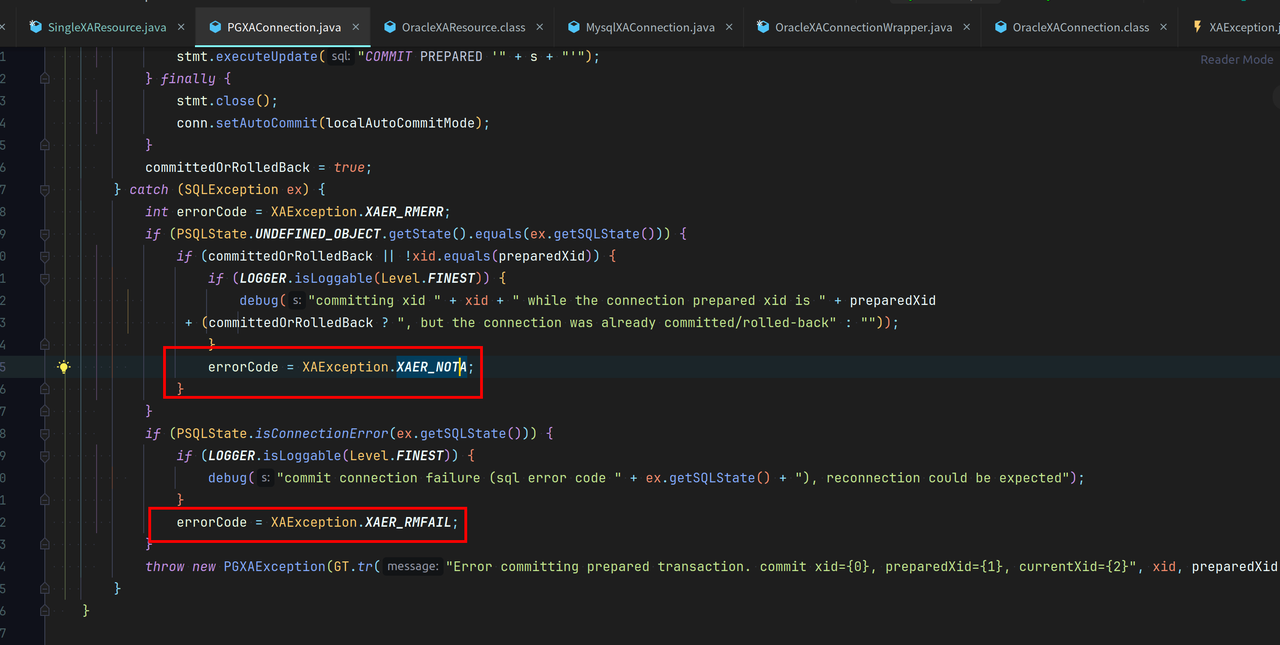 SingleXAResource.java × PGXAConnection.java × OracleXAResource.class × MysqlXAConnection.java × OracleXAConnectionWrapper.java × OracleXAConnection.class × XAException.j
Reader Mode
1 stmt.executeUpdate( sql: "COMMIT PREPARED '" + s + "'");
2 } finally {
3 stmt.close();
4 conn.setAutoCommit(localAutoCommitMode);
5 }
6 committedOrRolledBack = true;
7 } catch (SQLException ex) {
8 int errorCode = XAException.XAER_RMERR;
9 if (PSQLState.UNDEFINED_OBJECT.getState().equals(ex.getSQLState())) {
0 if (committedOrRolledBack || !xid.equals(preparedXid)) {
1 if (LOGGER.isLoggable(Level.FINEST)) {
2 debug( s: "committing xid " + xid + " while the connection prepared xid is " + preparedXid
3 + (committedOrRolledBack ? ", but the connection was already committed/rolled-back" : ""));
4 }
5 errorCode = XAException.XAER_NOTA;
6 }
7 }
8 if (PSQLState.isConnectionError(ex.getSQLState())) {
9 if (LOGGER.isLoggable(Level.FINEST)) {
0 debug( s: "commit connection failure (sql error code " + ex.getSQLState() + "), reconnection could be expected");
1 }
2 errorCode = XAException.XAER_RMFAIL;
3 }
4 throw new PGXAException(GT.tr( message: "Error committing prepared transaction. commit xid={0}, preparedXid={1}, currentXid={2}", xid, preparedXid
5 }
6 }
7